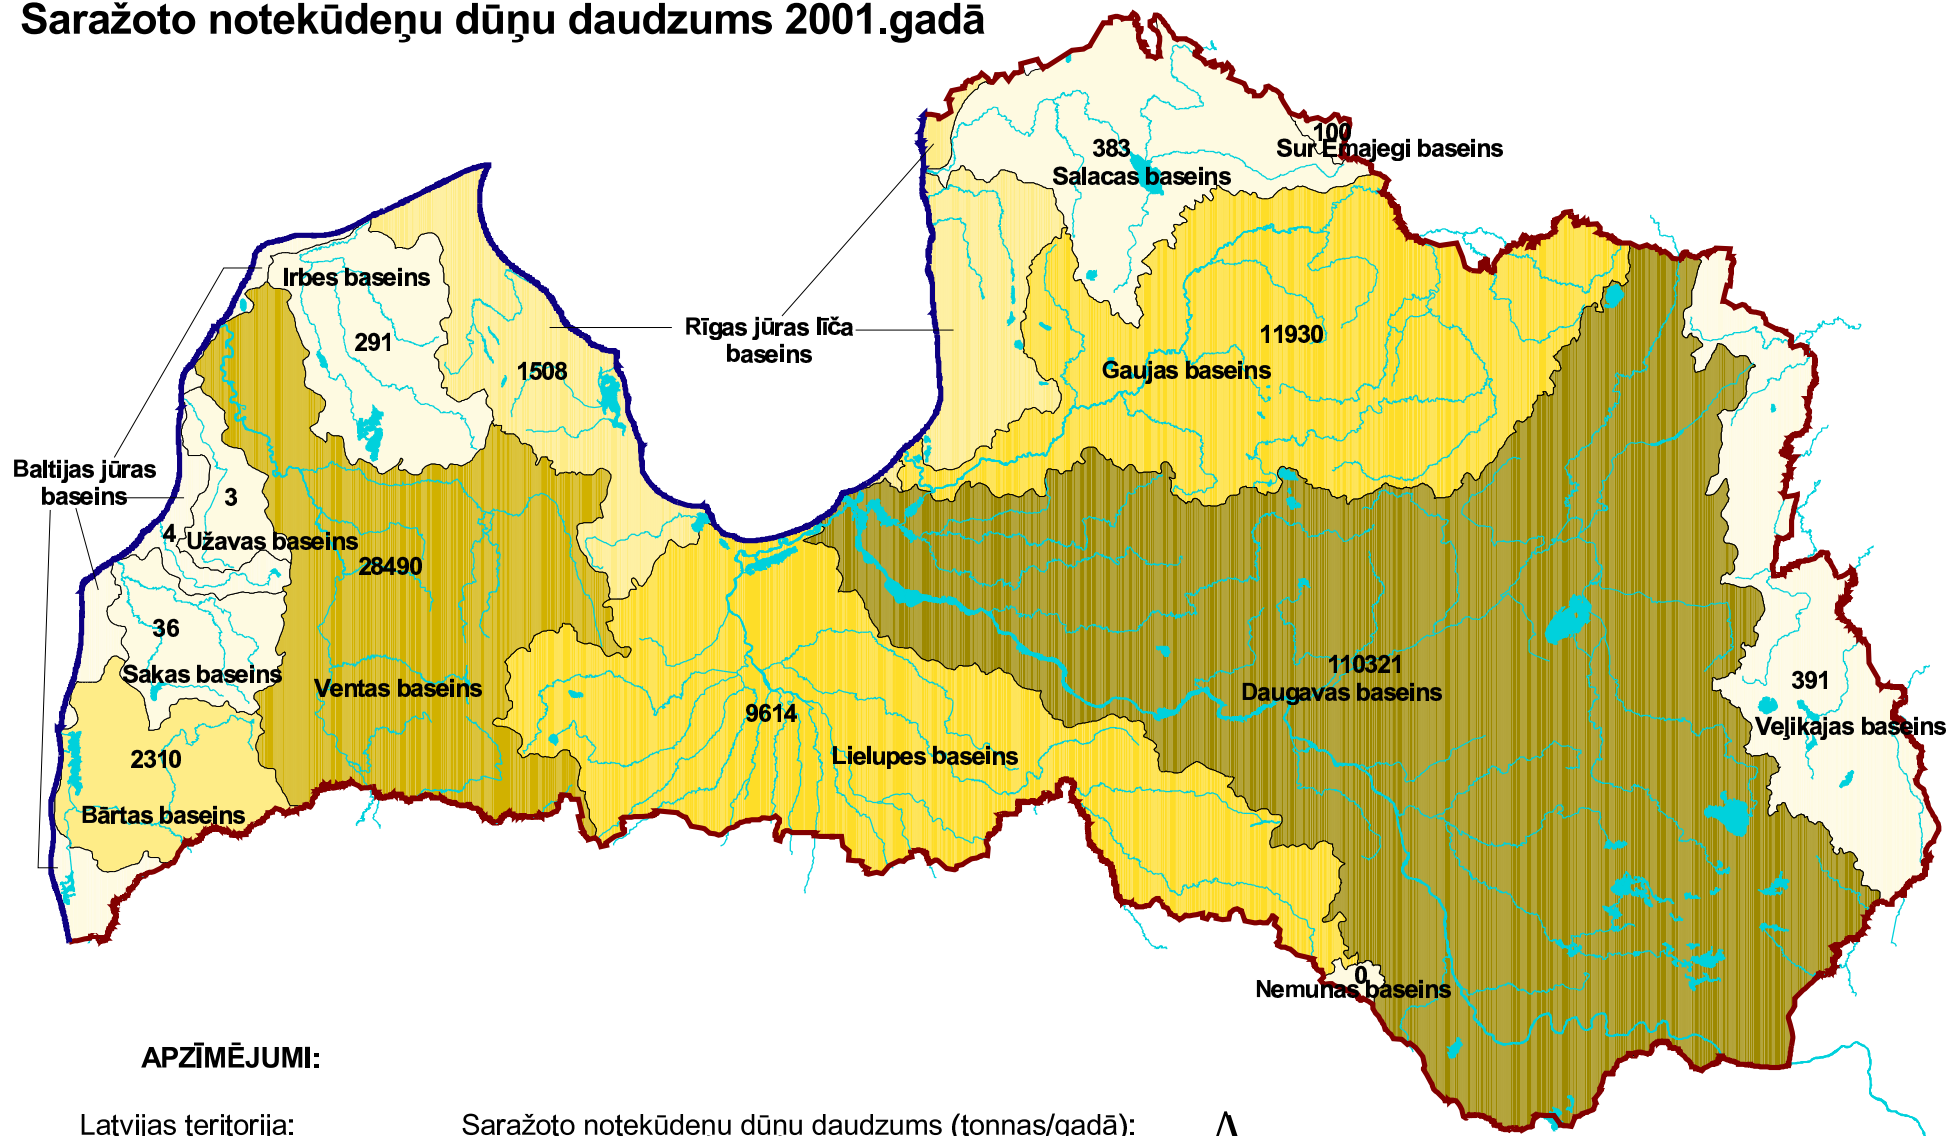 Saražoto notekūdeņu dūņu daudzums 2001.gadā
100
Sur Emajegi baseins
383
Salacas baseins
Irbes baseins
291
1508
Rīgas jūras līča
baseins
11930
Gaujas baseins
Baltijas jūras
baseins
3
4
Užavas baseins
28490
36
Sakas baseins
Ventas baseins
110321
Daugavas baseins
391
Veļikajas baseins
9614
Lielupes baseins
2310
Bārtas baseins
0
Nemunas baseins
APZĪMĒJUMI:
Latvijas teritorija:
Saražoto notekūdeņu dūņu daudzums (tonnas/gadā):